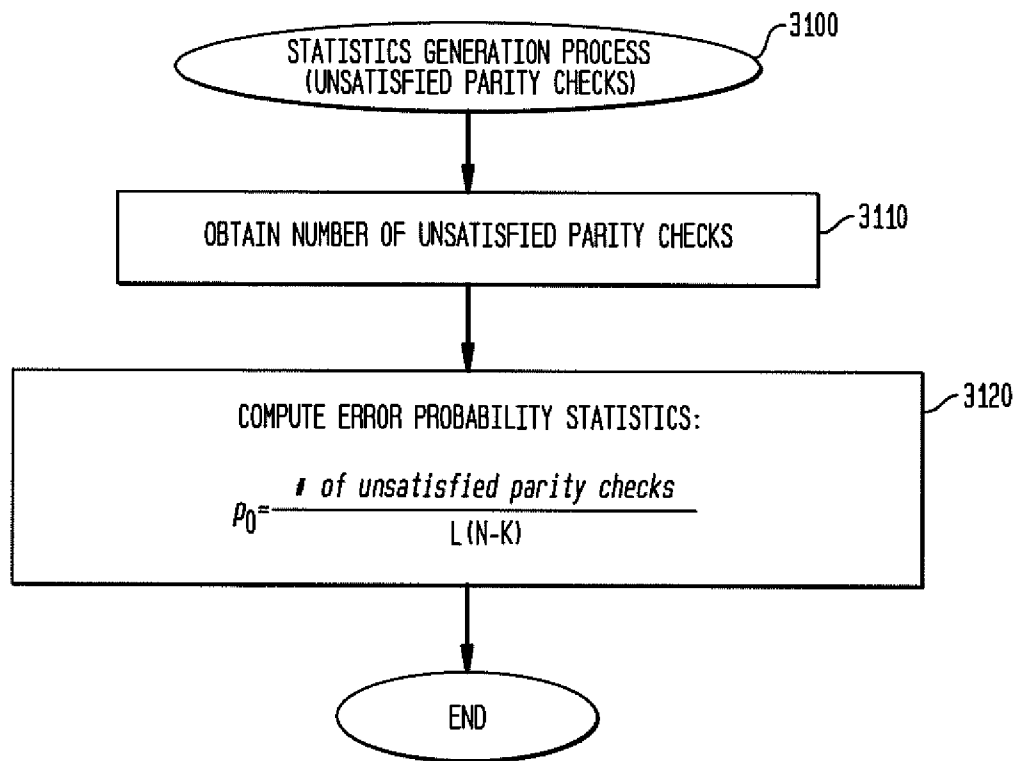 STATISTICS GENERATION PROCESS
(UNSATISFIED PARITY CHECKS)
3100
OBTAIN NUMBER OF UNSATISFIED PARITY CHECKS
3110
COMPUTE ERROR PROBABILITY STATISTICS:
3120
p0= # of unsatisfied parity checks
L(N-K)
END